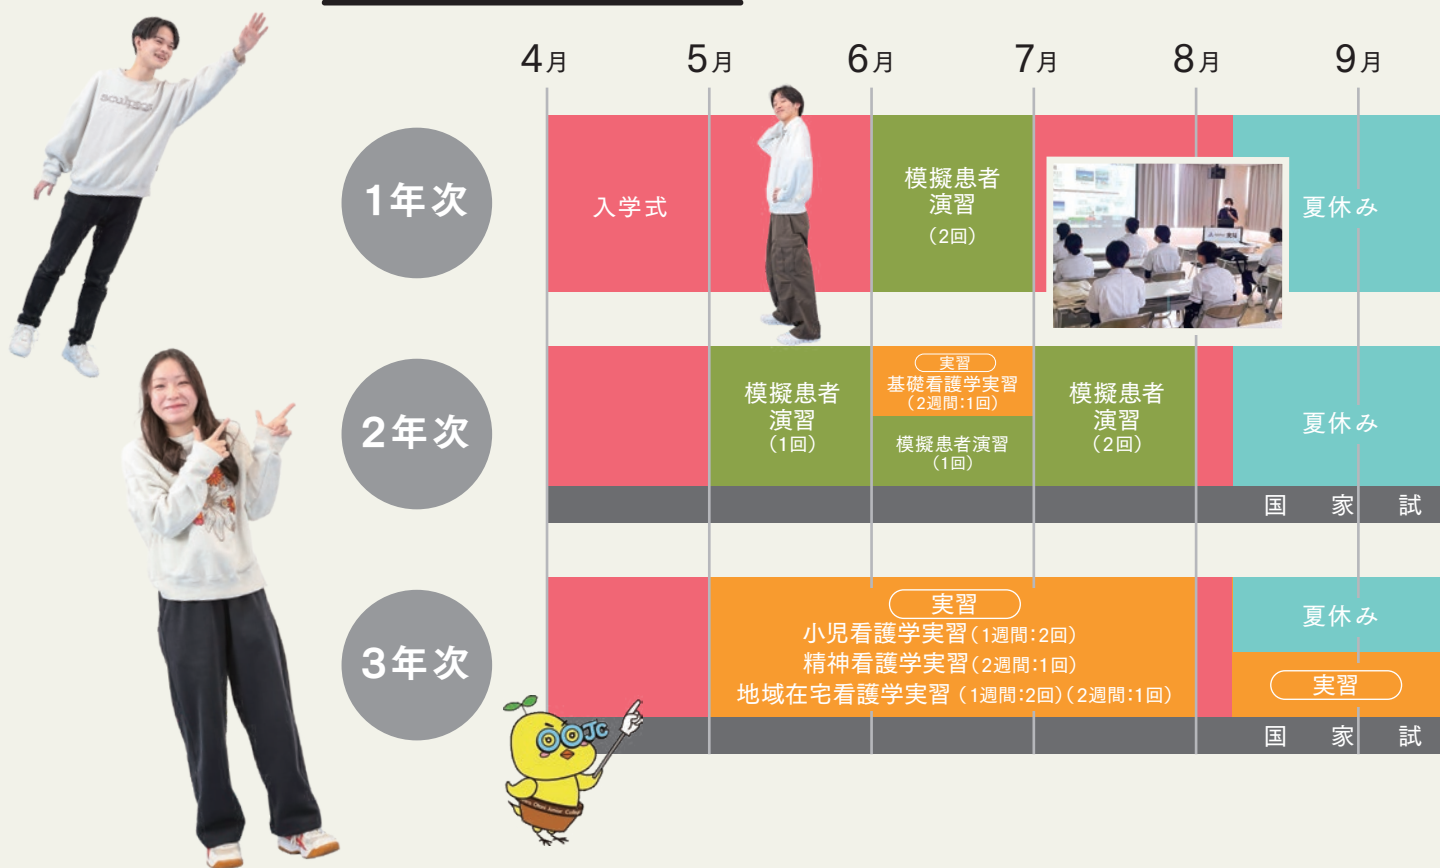 4月 5月 6月 7月 8月 9月
1年次
入学式
模擬患者
演習
（2回）
夏休み
2年次
模擬患者
演習
（1回）
実習
基礎看護学実習
（2週間：1回）
模擬患者演習
（1回）
模擬患者
演習
（2回）
夏休み
国家試
3年次
実習
小児看護学実習（1週間：2回）
精神看護学実習（2週間：1回）
地域在宅看護学実習（1週間：2回）（2週間：1回）
夏休み
実習
国家試
OOJC